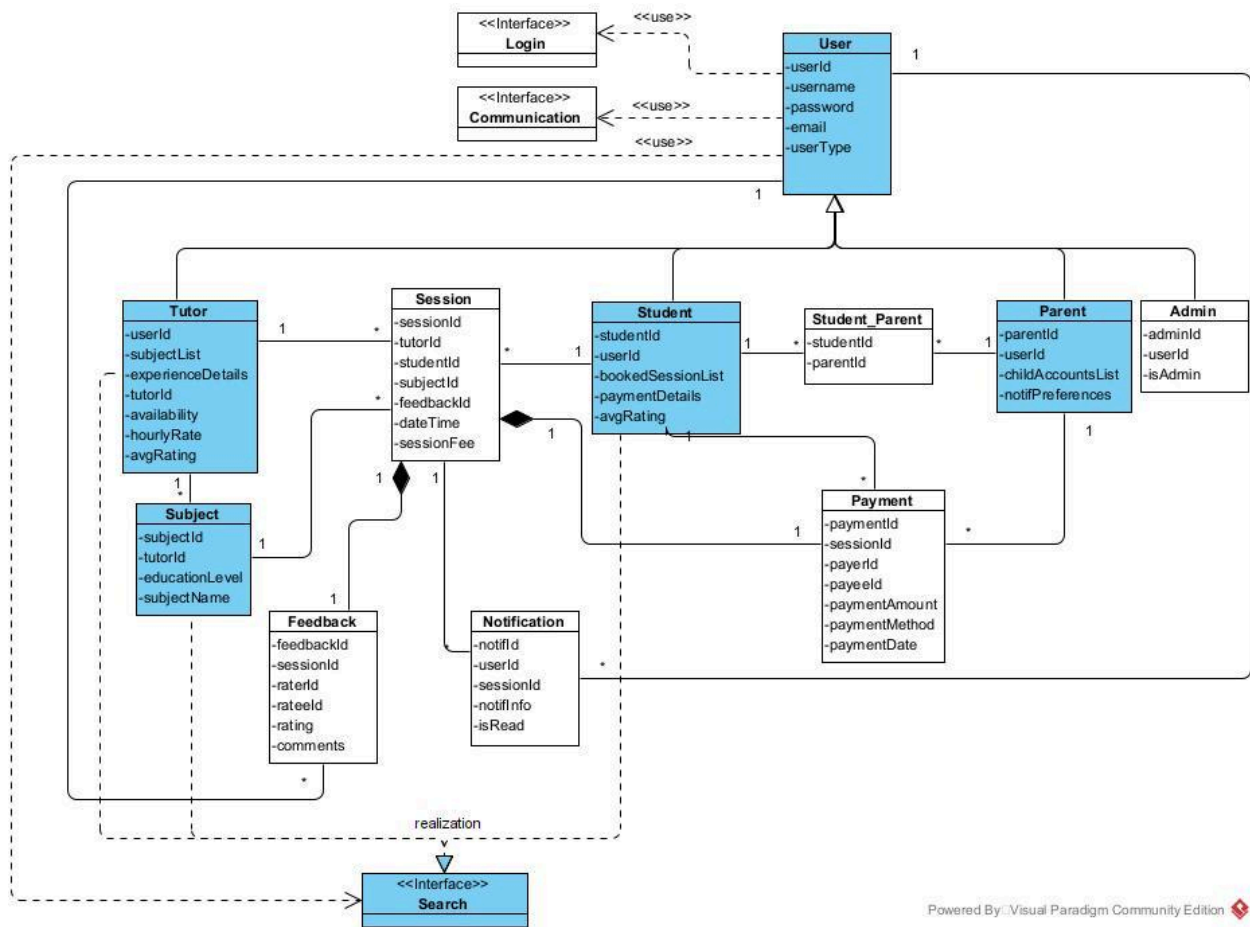 <<Interface>>
Login
<<use>>
User
-userId
-username
-password
-email
-userType
1
<<Interface>>
Communication
<<use>>
<<use>>
1
Tutor
-userId
-subjectList
-experienceDetails
-tutorId
-availability
-hourlyRate
-avgRating
1
*
Session
-sessionId
-tutorId
-studentId
-subjectId
-feedbackId
-dateTime
-sessionFee
*
1
Student
-studentId
-userId
-bookedSessionList
-paymentDetails
-avgRating
1
*
Student_Parent
-studentId
-parentId
*
1
Parent
-parentId
-userId
-childAccountsList
-notifPreferences
Admin
-adminId
-userId
-isAdmin
*
1
1
1
1
1
1
*
Subject
-subjectId
-tutorId
-educationLevel
-subjectName
1
*
Payment
-paymentId
-sessionId
-payerId
-payeeId
-paymentAmount
-paymentMethod
-paymentDate
1
*
1
Feedback
-feedbackId
-sessionId
-raterId
-rateeId
-rating
-comments
*
*
Notification
-notifId
-userId
-sessionId
-notifInfo
-isRead
*
realization
<<Interface>>
Search
Powered By Visual Paradigm Community Edition